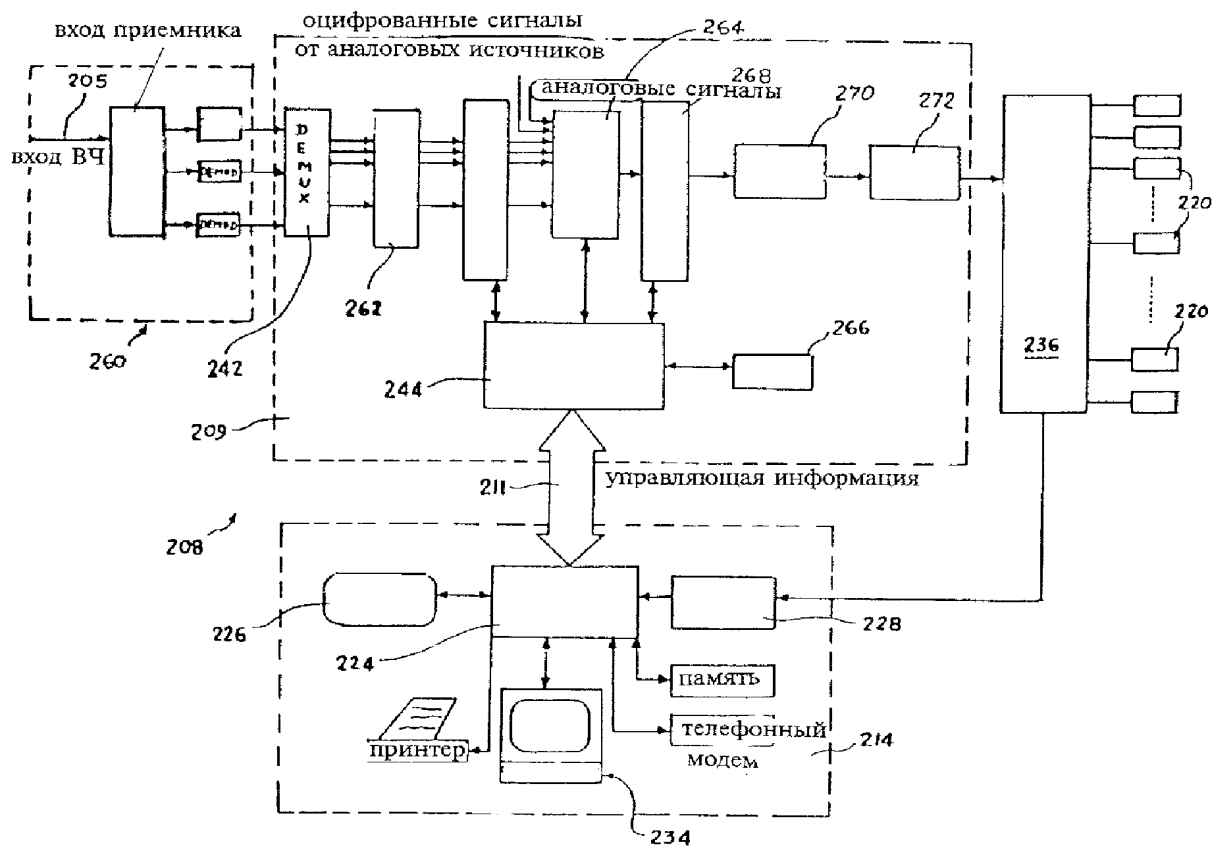 вход приемника
оцифрованные сигналы
от аналоговых источников
264
205
аналоговые сигналы
268
270
272
вход ВЧ
DEMUX
DEMOD
DEMOD
220
262
260
242
266
220
236
244
209
211
управляющая информация
208
226
224
228
память
принтер
телефонный
модем
214
234